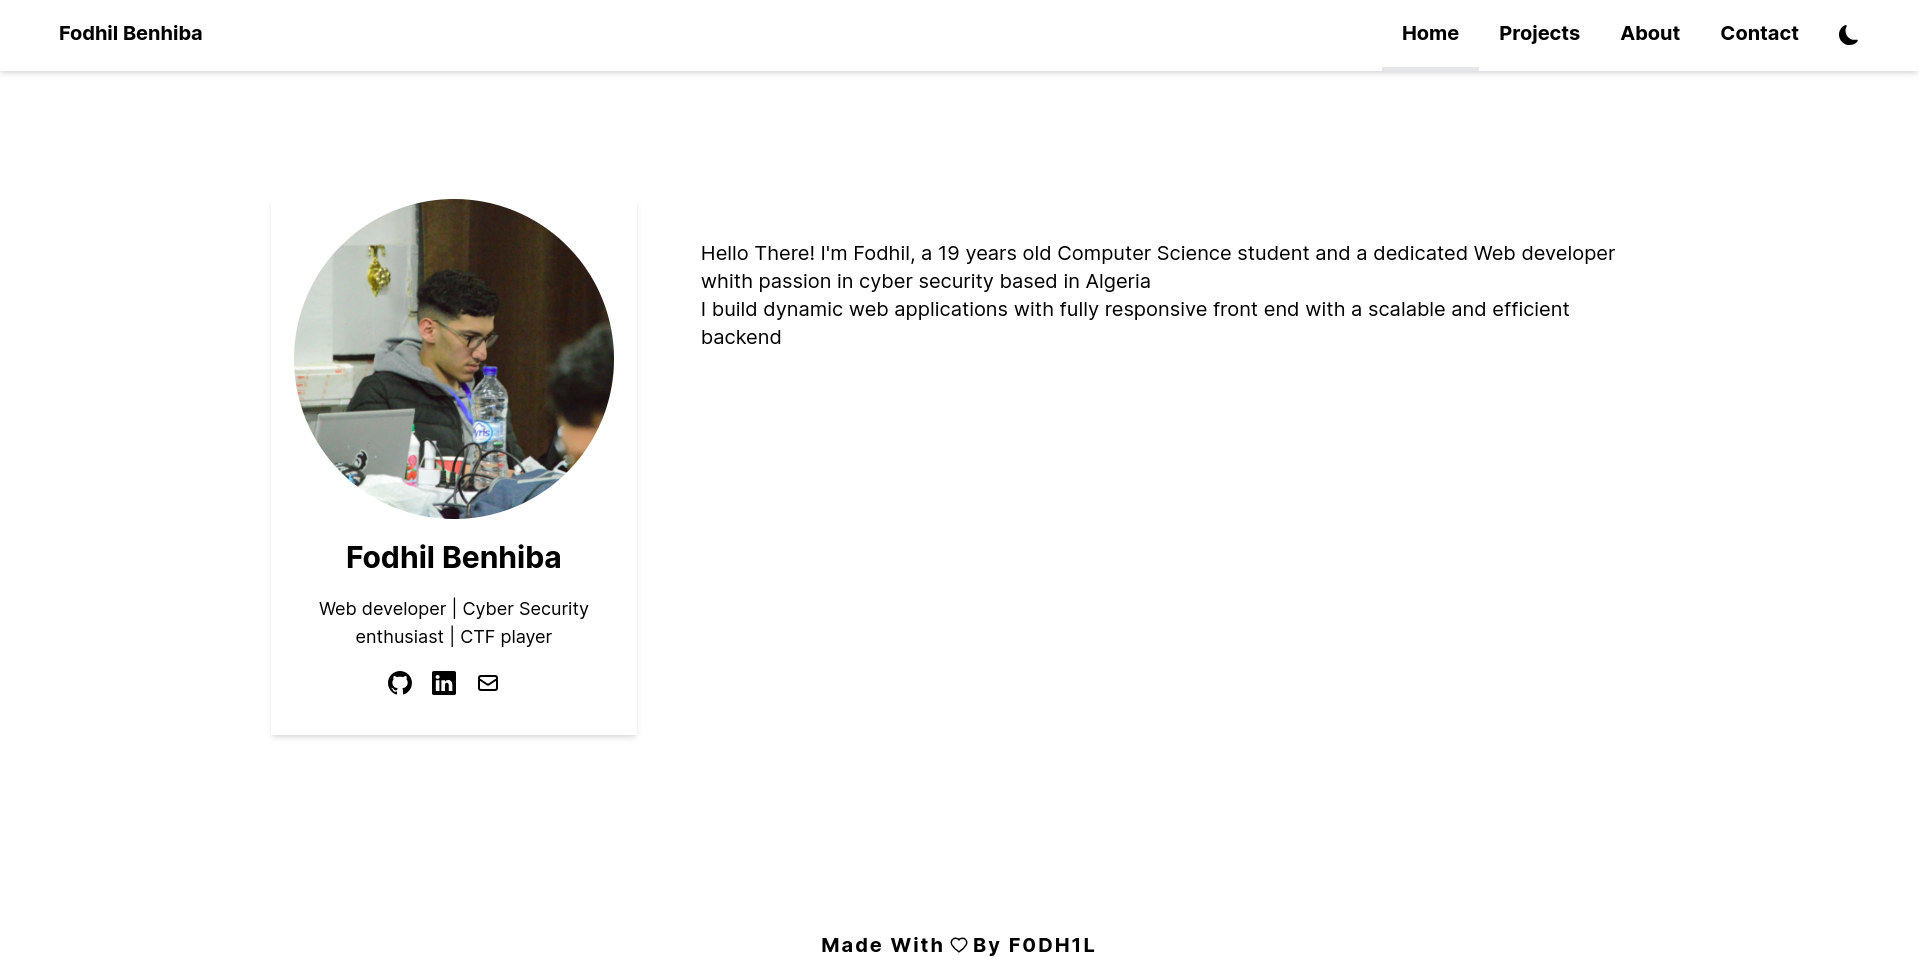 Fodhil Benhiba
Home
Projects
About
Contact
Hello There! I'm Fodhil, a 19 years old Computer Science student and a dedicated Web developer
whith passion in cyber security based in Algeria
I build dynamic web applications with fully responsive front end with a scalable and efficient
backend
Fodhil Benhiba
Web developer | Cyber Security
enthusiast | CTF player
in
Made With ♡ By F0DH1L